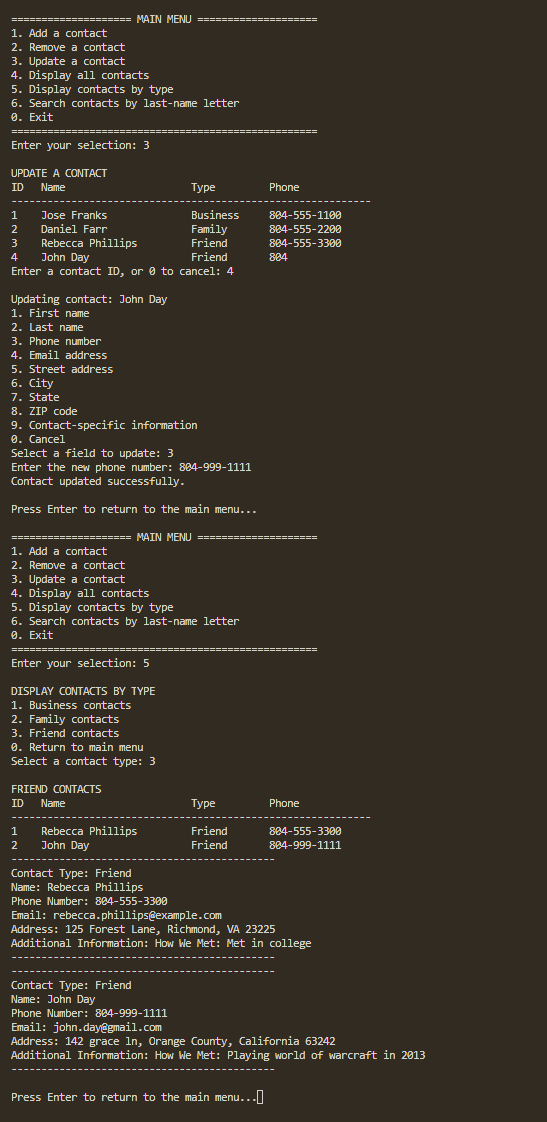 ==================== MAIN MENU ====================
1. Add a contact
2. Remove a contact
3. Update a contact
4. Display all contacts
5. Display contacts by type
6. Search contacts by last-name letter
0. Exit
===================================================
Enter your selection: 3
UPDATE A CONTACT
ID   Name                     Type         Phone
------------------------------------------------------------
1    Jose Franks              Business     804-555-1100
2    Daniel Farr              Family       804-555-2200
3    Rebecca Phillips         Friend       804-555-3300
4    John Day                 Friend       804
Enter a contact ID, or 0 to cancel: 4
Updating contact: John Day
1. First name
2. Last name
3. Phone number
4. Email address
5. Street address
6. City
7. State
8. ZIP code
9. Contact-specific information
0. Cancel
Select a field to update: 3
Enter the new phone number: 804-999-1111
Contact updated successfully.
Press Enter to return to the main menu...
==================== MAIN MENU ====================
1. Add a contact
2. Remove a contact
3. Update a contact
4. Display all contacts
5. Display contacts by type
6. Search contacts by last-name letter
0. Exit
===================================================
Enter your selection: 5
DISPLAY CONTACTS BY TYPE
1. Business contacts
2. Family contacts
3. Friend contacts
0. Return to main menu
Select a contact type: 3
FRIEND CONTACTS
ID   Name                     Type         Phone
------------------------------------------------------------
1    Rebecca Phillips         Friend       804-555-3300
2    John Day                 Friend       804-999-1111
--------------------------------------------
Contact Type: Friend
Name: Rebecca Phillips
Phone Number: 804-555-3300
Email: rebecca.phillips@example.com
Address: 125 Forest Lane, Richmond, VA 23225
Additional Information: How We Met: Met in college
--------------------------------------------
--------------------------------------------
Contact Type: Friend
Name: John Day
Phone Number: 804-999-1111
Email: john.day@gmail.com
Address: 142 grace ln, Orange County, California 63242
Additional Information: How We Met: Playing world of warcraft in 2013
--------------------------------------------
Press Enter to return to the main menu...